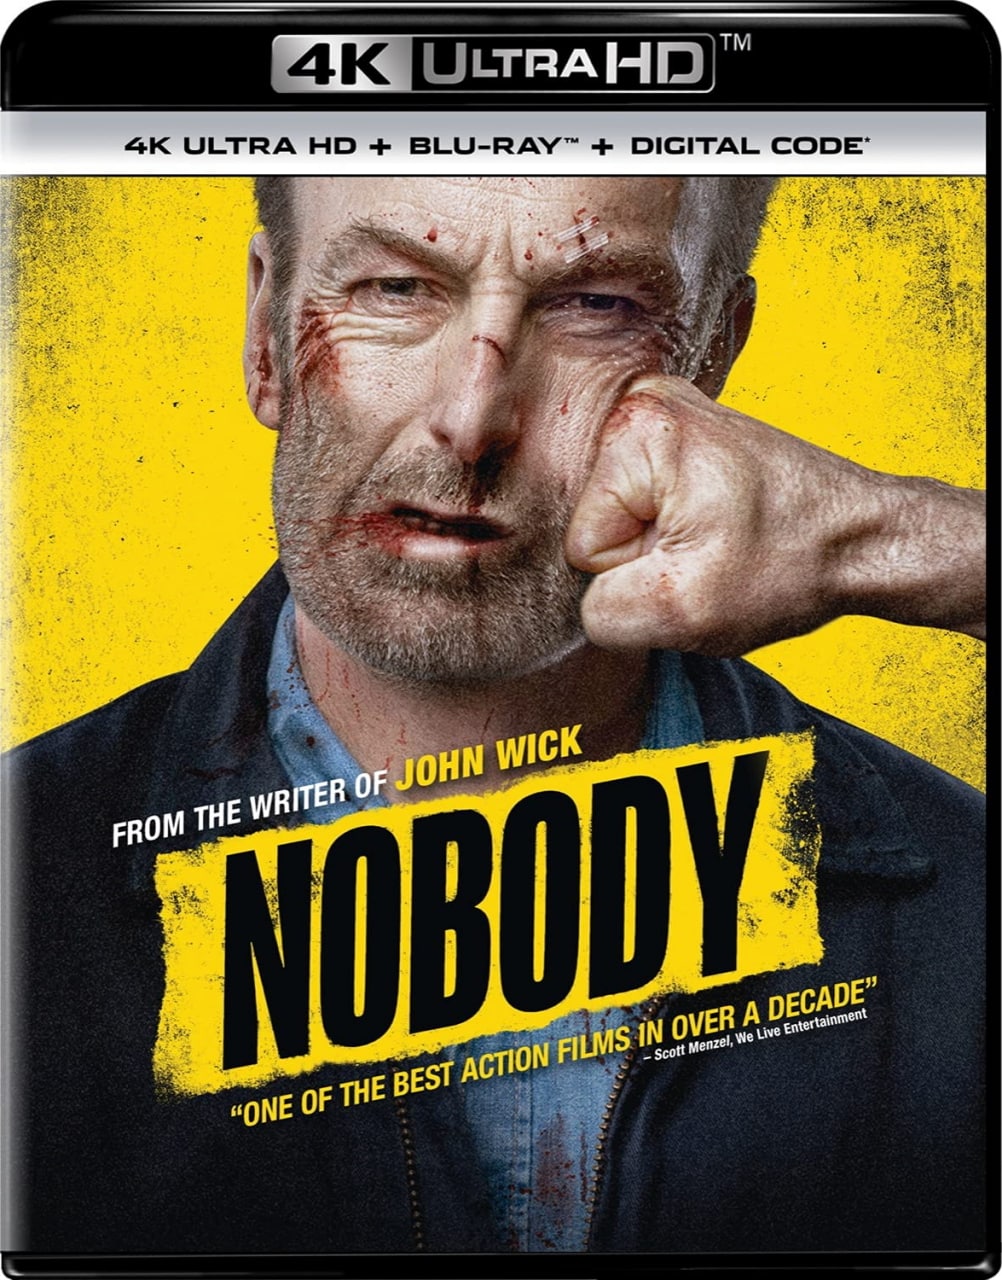 4K ULTRA HD™
4K ULTRA HD + BLU-RAY™ + DIGITAL CODE*
FROM THE WRITER OF JOHN WICK
NOBODY
“ONE OF THE BEST ACTION FILMS IN OVER A DECADE”
– Scott Menzel, We Live Entertainment